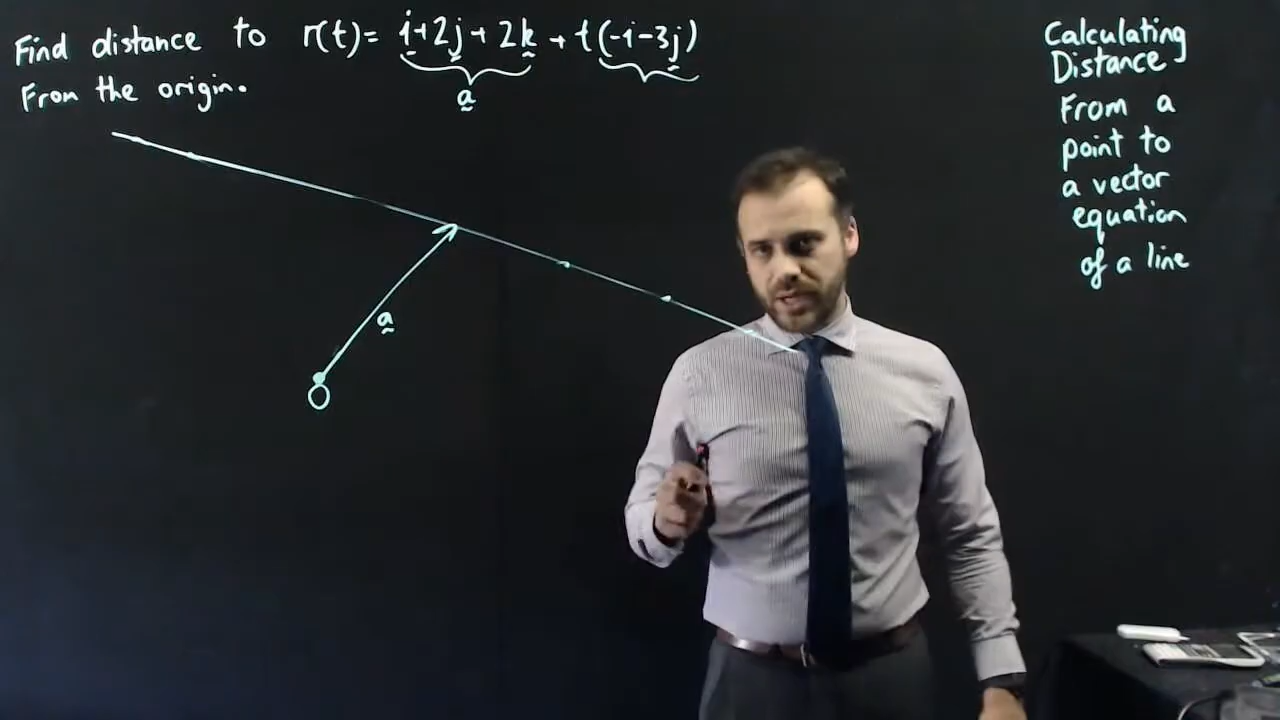 Find distance to r(t)= i+2j+2k+t(-i-3j)
From the origin.
a
a
O
Calculating
Distance
From a
point to
a vector
equation
of a line